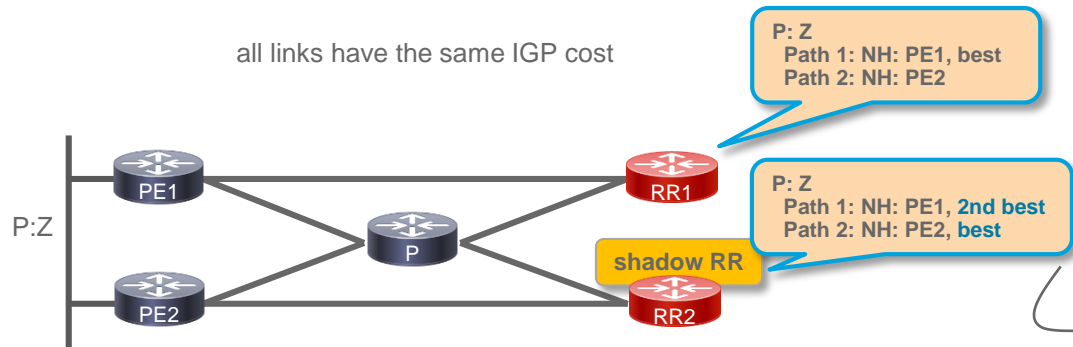 all links have the same IGP cost
P: Z
Path 1: NH: PE1, best
Path 2: NH: PE2
PE1
RR1
P: Z
Path 1: NH: PE1, 2nd best
Path 2: NH: PE2, best
P:Z
P
shadow RR
PE2
RR2